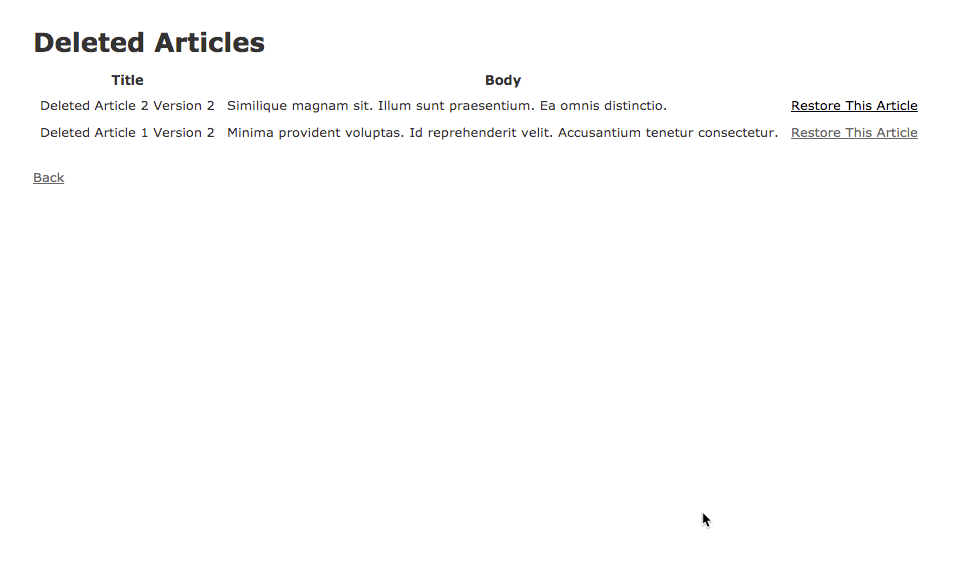 Deleted Articles
Title Body
Deleted Article 2 Version 2 Similique magnam sit. Illum sunt praesentium. Ea omnis distinctio. Restore This Article
Deleted Article 1 Version 2 Minima provident voluptas. Id reprehenderit velit. Accusantium tenetur consectetur. Restore This Article
Back